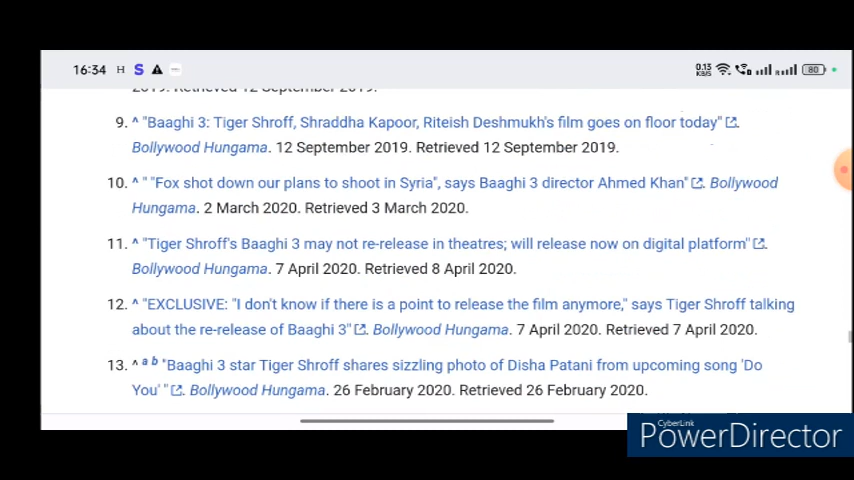 16:34 H S 0.13 KB/S 80
2019. Retrieved 12 September 2019.
9. ^ "Baaghi 3: Tiger Shroff, Shraddha Kapoor, Riteish Deshmukh's film goes on floor today".
Bollywood Hungama. 12 September 2019. Retrieved 12 September 2019.
10. ^ " "Fox shot down our plans to shoot in Syria", says Baaghi 3 director Ahmed Khan". Bollywood
Hungama. 2 March 2020. Retrieved 3 March 2020.
11. ^ "Tiger Shroff's Baaghi 3 may not re-release in theatres; will release now on digital platform".
Bollywood Hungama. 7 April 2020. Retrieved 8 April 2020.
12. ^ "EXCLUSIVE: "I don't know if there is a point to release the film anymore," says Tiger Shroff talking
about the re-release of Baaghi 3". Bollywood Hungama. 7 April 2020. Retrieved 7 April 2020.
13. ^ a b "Baaghi 3 star Tiger Shroff shares sizzling photo of Disha Patani from upcoming song 'Do
You' ". Bollywood Hungama. 26 February 2020. Retrieved 26 February 2020.
CyberLink
PowerDirector